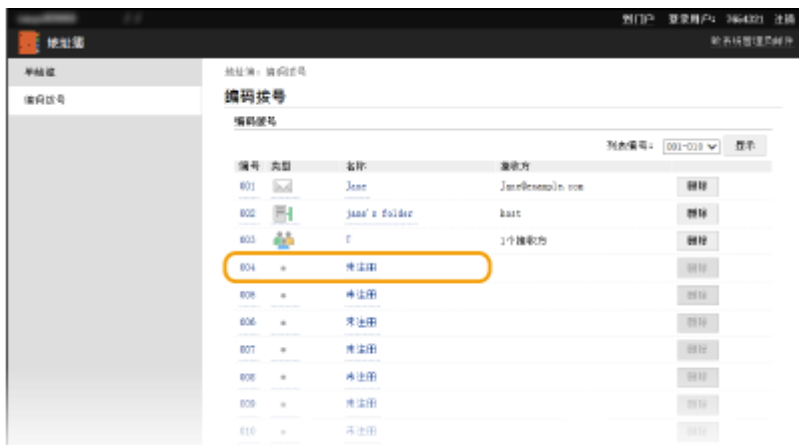 到门户 登录用户: 7654321 注销
地址簿
致系统管理员邮件
单触键
编码拨号
地址簿: 编码拨号
编码拨号
编码拨号
列表编号: 001-010 显示
编号 类型 名称 接收方
001 Jane Jane@example.com 删除
002 jane's folder host 删除
003 1个接收方 删除
004 未注册 删除
005 未注册 删除
006 未注册 删除
007 未注册 删除
008 未注册 删除
009 未注册 删除
010 未注册 删除